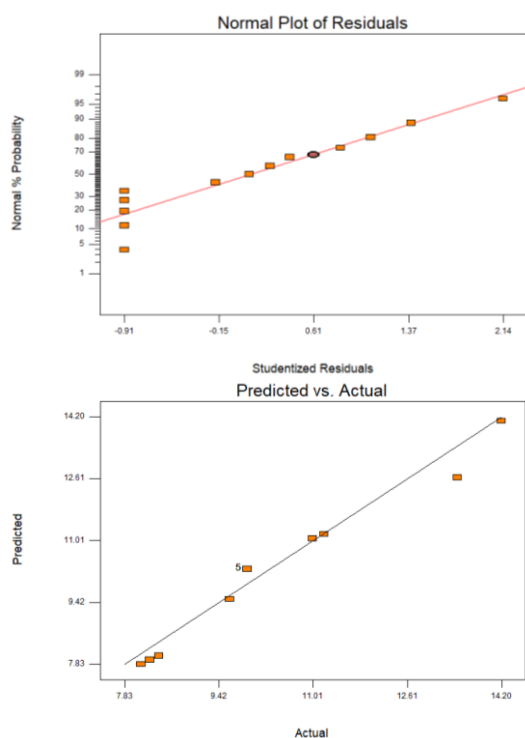 Normal Plot of Residuals
Normal % Probability
99
95
90
80
70
50
30
20
10
5
1
-0.91 -0.15 0.61 1.37 2.14
Studentized Residuals
Predicted vs. Actual
Predicted
14.20
12.61
11.01
9.42
7.83
5
7.83 9.42 11.01 12.61 14.20
Actual